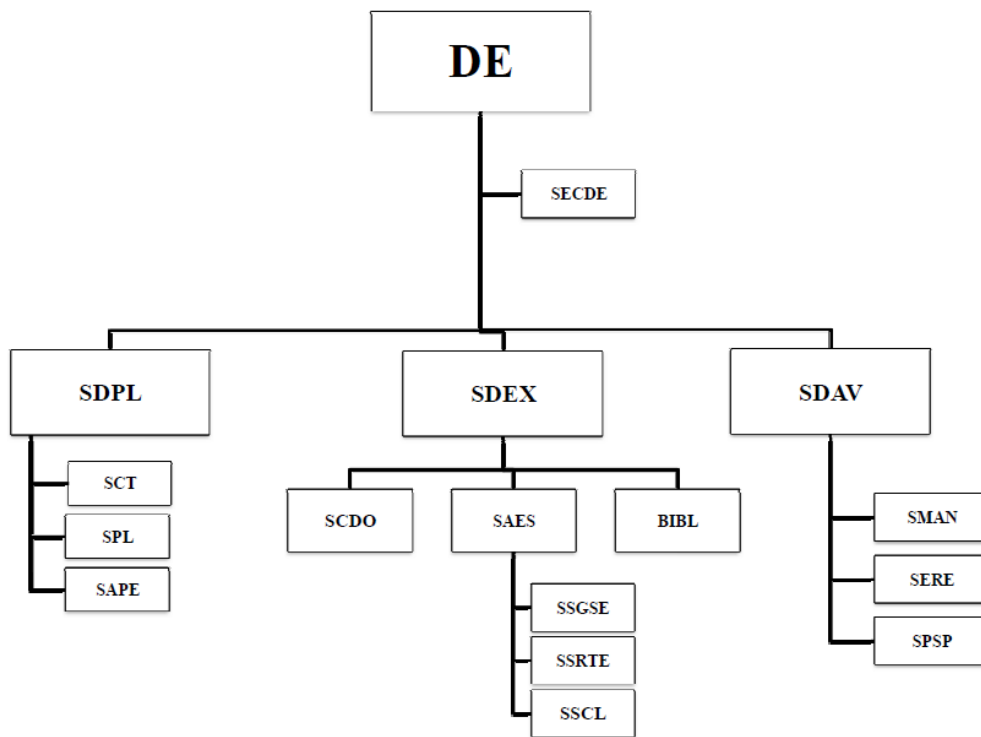 DE
SECDE
SDPL
SDEX
SDAV
SCT
SPL
SAPE
SCDO
SAES
BIBL
SSGSE
SSRTE
SSCL
SMAN
SERE
SPSP